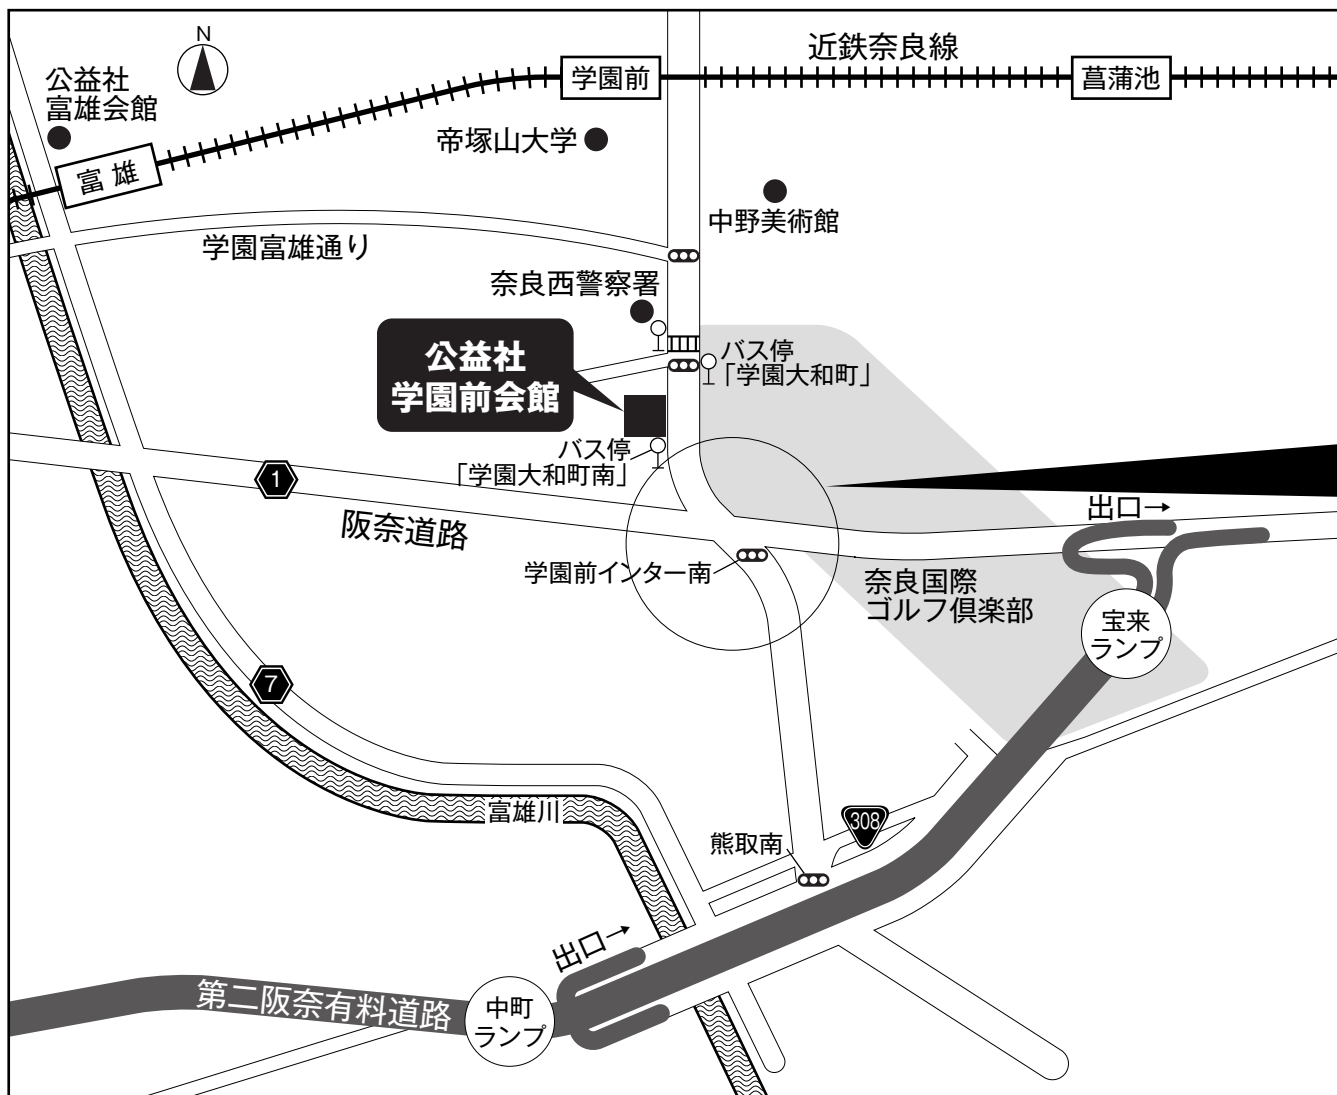 N
近鉄奈良線
公益社
富雄会館
学園前
菖蒲池
帝塚山大学
富雄
中野美術館
学園富雄通り
奈良西警察署
公益社
学園前会館
バス停
「学園大和町」
バス停
「学園大和町南」
1
阪奈道路
出口→
学園前インター南
奈良国際
ゴルフ倶楽部
宝来
ランプ
7
富雄川
308
熊取南
出口→
第二阪奈有料道路
中町
ランプ